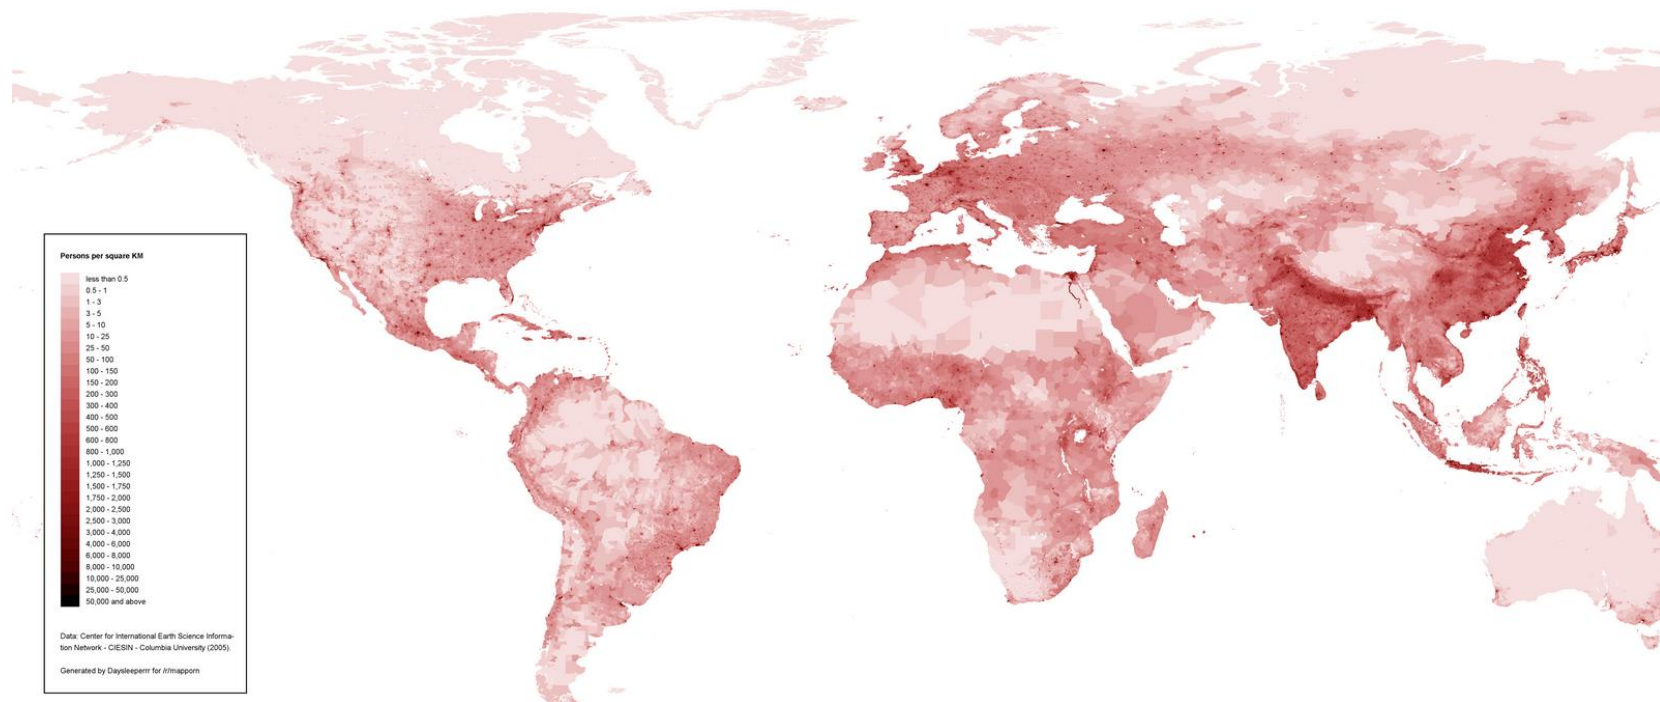 Persons per square KM
less than 0.5
0.5 - 1
1 - 3
3 - 5
5 - 10
10 - 25
25 - 50
50 - 100
100 - 150
150 - 200
200 - 300
300 - 400
400 - 500
500 - 600
600 - 800
800 - 1,000
1,000 - 1,250
1,250 - 1,500
1,500 - 1,750
1,750 - 2,000
2,000 - 2,500
2,500 - 3,000
3,000 - 4,000
4,000 - 6,000
6,000 - 8,000
8,000 - 10,000
10,000 - 25,000
25,000 - 50,000
50,000 and above
Data: Center for International Earth Science Informa-
tion Network - CIESIN - Columbia University (2005).
Generated by Daysleeperrr for /r/mapporn